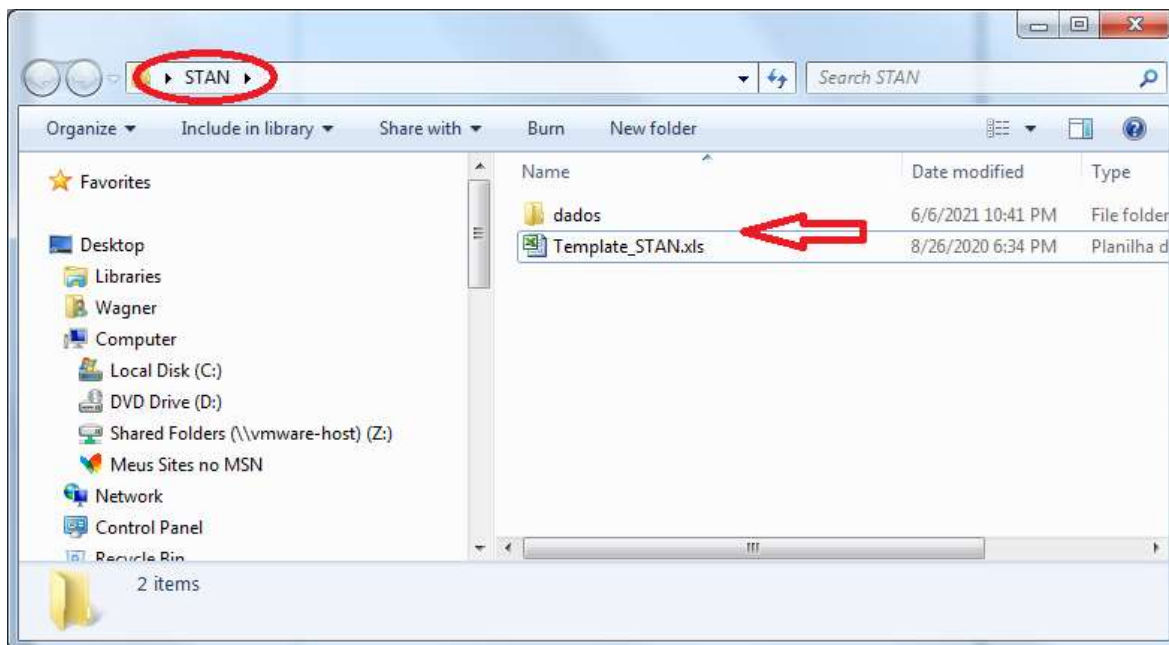 STAN
Search STAN
Organize Include in library Share with Burn New folder
Name Date modified Type
Favorites
dados 6/6/2021 10:41 PM File folder
Template_STAN.xls 8/26/2020 6:34 PM Planilha d
Desktop
Libraries
Wagner
Computer
Local Disk (C:)
DVD Drive (D:)
Shared Folders (\\vmware-host) (Z:)
Meus Sites no MSN
Network
Control Panel
Recycle Bin
2 items